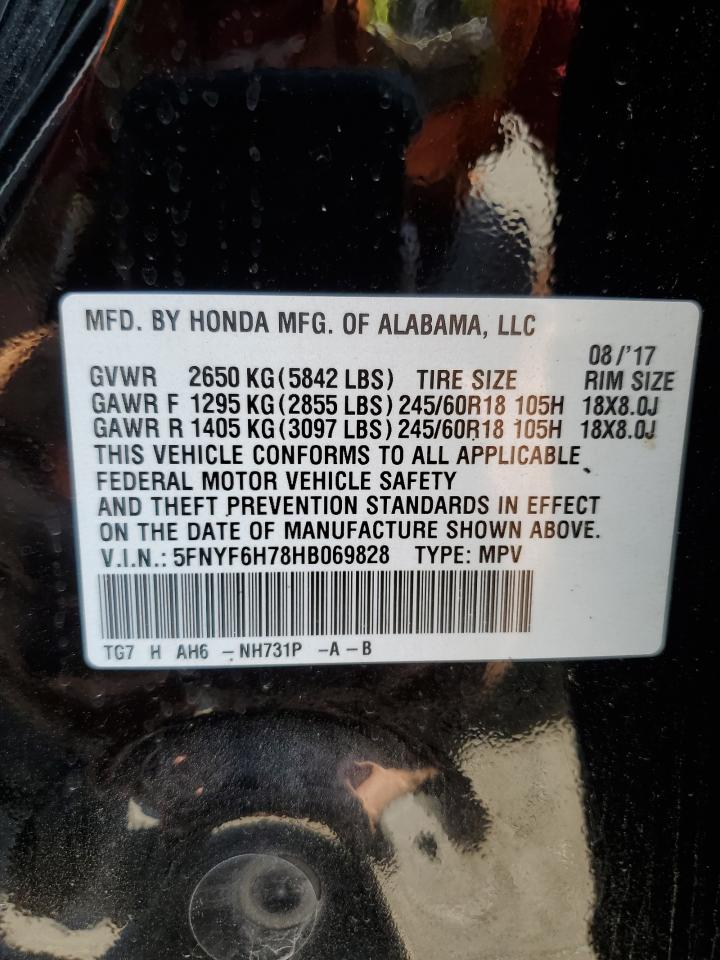 MFD. BY HONDA MFG. OF ALABAMA, LLC
08/'17
GVWR 2650 KG (5842 LBS) TIRE SIZE RIM SIZE
GAWR F 1295 KG (2855 LBS) 245/60R18 105H 18X8.0J
GAWR R 1405 KG (3097 LBS) 245/60R18 105H 18X8.0J
THIS VEHICLE CONFORMS TO ALL APPLICABLE
FEDERAL MOTOR VEHICLE SAFETY
AND THEFT PREVENTION STANDARDS IN EFFECT
ON THE DATE OF MANUFACTURE SHOWN ABOVE.
V.I.N.: 5FNYF6H78HB069828 TYPE: MPV
TG7 H AH6 – NH731P –A – B